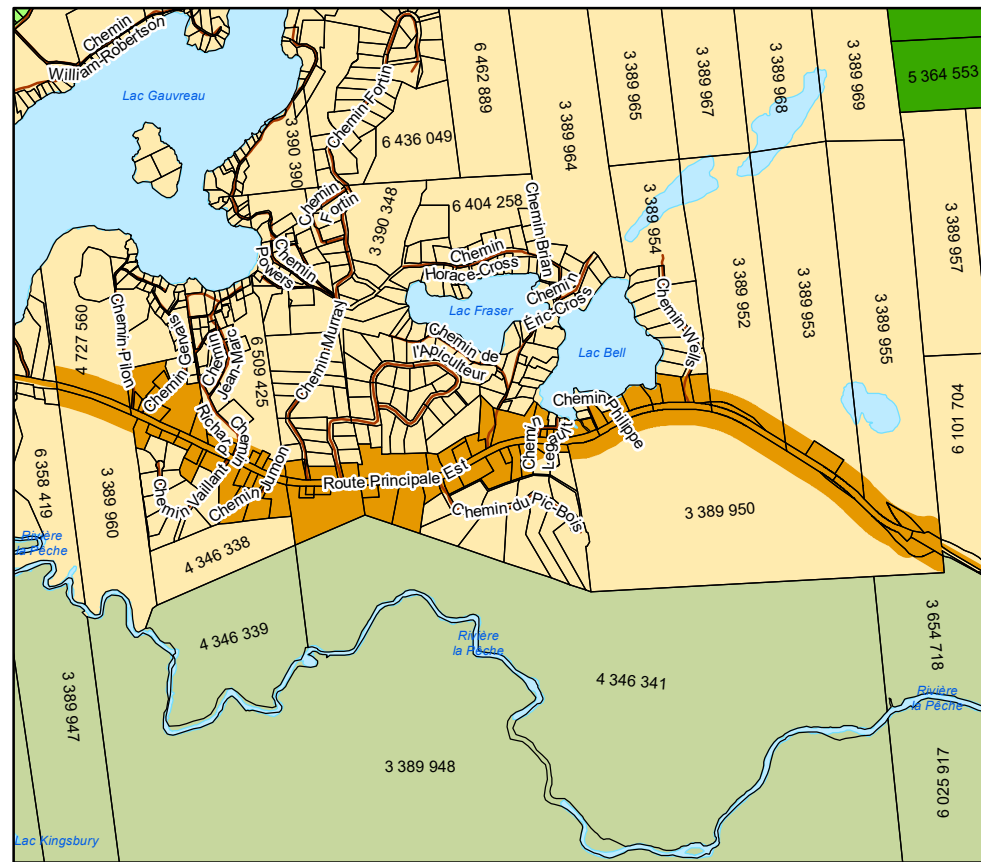 Chemin
William-Robertson
Lac Gauvreau
Chemin Fortin
6 462 889
3 389 964
3 389 965
3 389 967
3 389 968
3 389 969
5 364 553
3 390 390
6 436 049
Chemin
Fortin
3 390 348
6 404 258
Chemin Brian
3 389 954
3 389 957
Chemin
Powers
Chemin
Chemin
Horace-Cross
Chemin
Éric-Cross
Lac Fraser
Lac Bell
Chemin Wells
3 389 952
3 389 953
3 389 955
4 727 560
Chemin Pilon
Chemin Gervais
Chemin
Jean-Marc
6 509 425
Chemin Murray
Chemin de
l'Apiculteur
6 101 704
Chemin
Philippe
Chemin
Richard
Chemin Vaillant
Chemin Jumon
Route Principale Est
Chemin
6 358 419
3 389 960
Chemin du Pic-Bois
3 389 950
Rivière
la Pêche
4 346 338
4 346 339
Rivière
la Pêche
4 346 341
3 654 718
Rivière
la Pêche
3 389 947
3 389 948
6 025 917
Lac Kingsbury